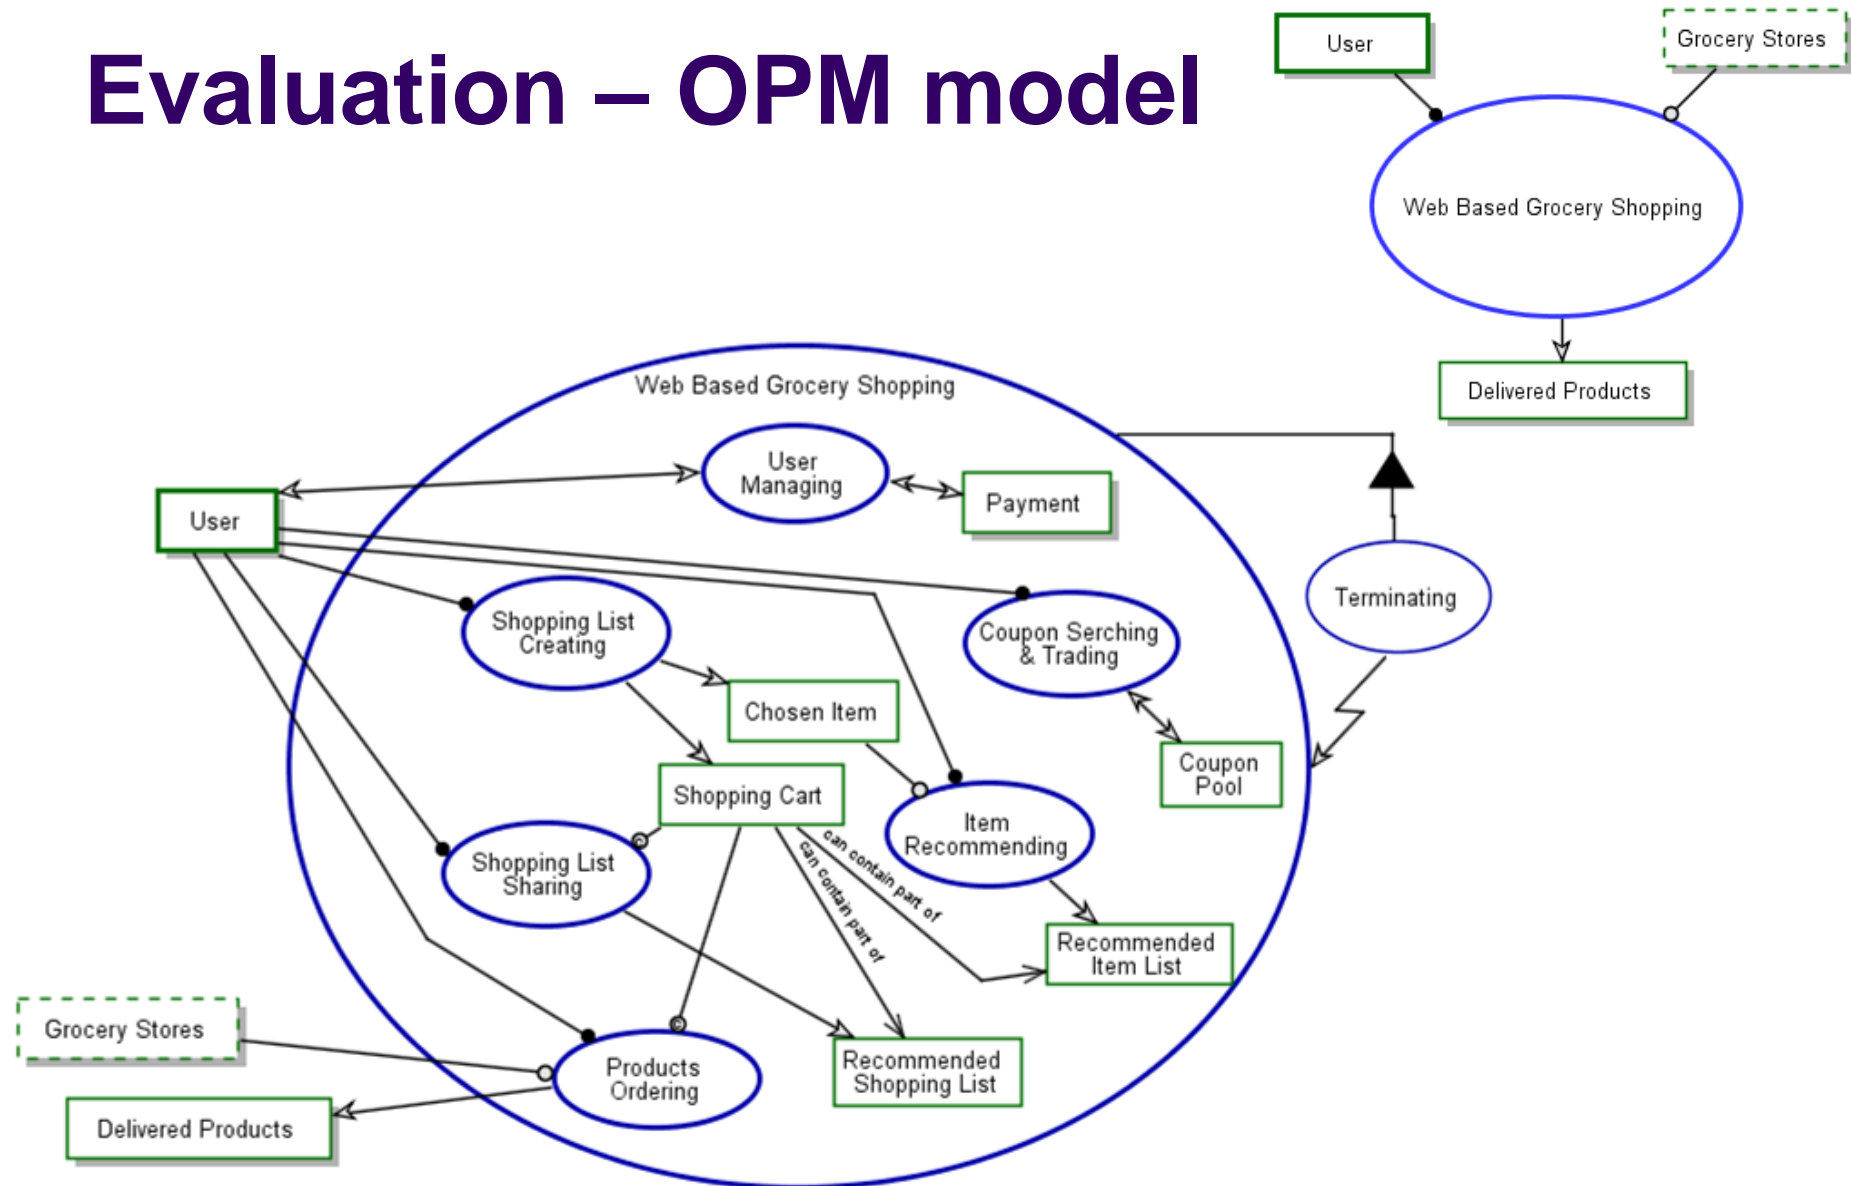 Evaluation – OPM model
User
Grocery Stores
Web Based Grocery Shopping
Delivered Products
Web Based Grocery Shopping
User
Managing
Payment
User
Shopping List
Creating
Coupon Serching
& Trading
Terminating
Chosen Item
Coupon
Pool
Shopping Cart
Item
Recommending
can contain part of
can contain part of
Shopping List
Sharing
Recommended
Item List
Grocery Stores
Products
Ordering
Recommended
Shopping List
Delivered Products